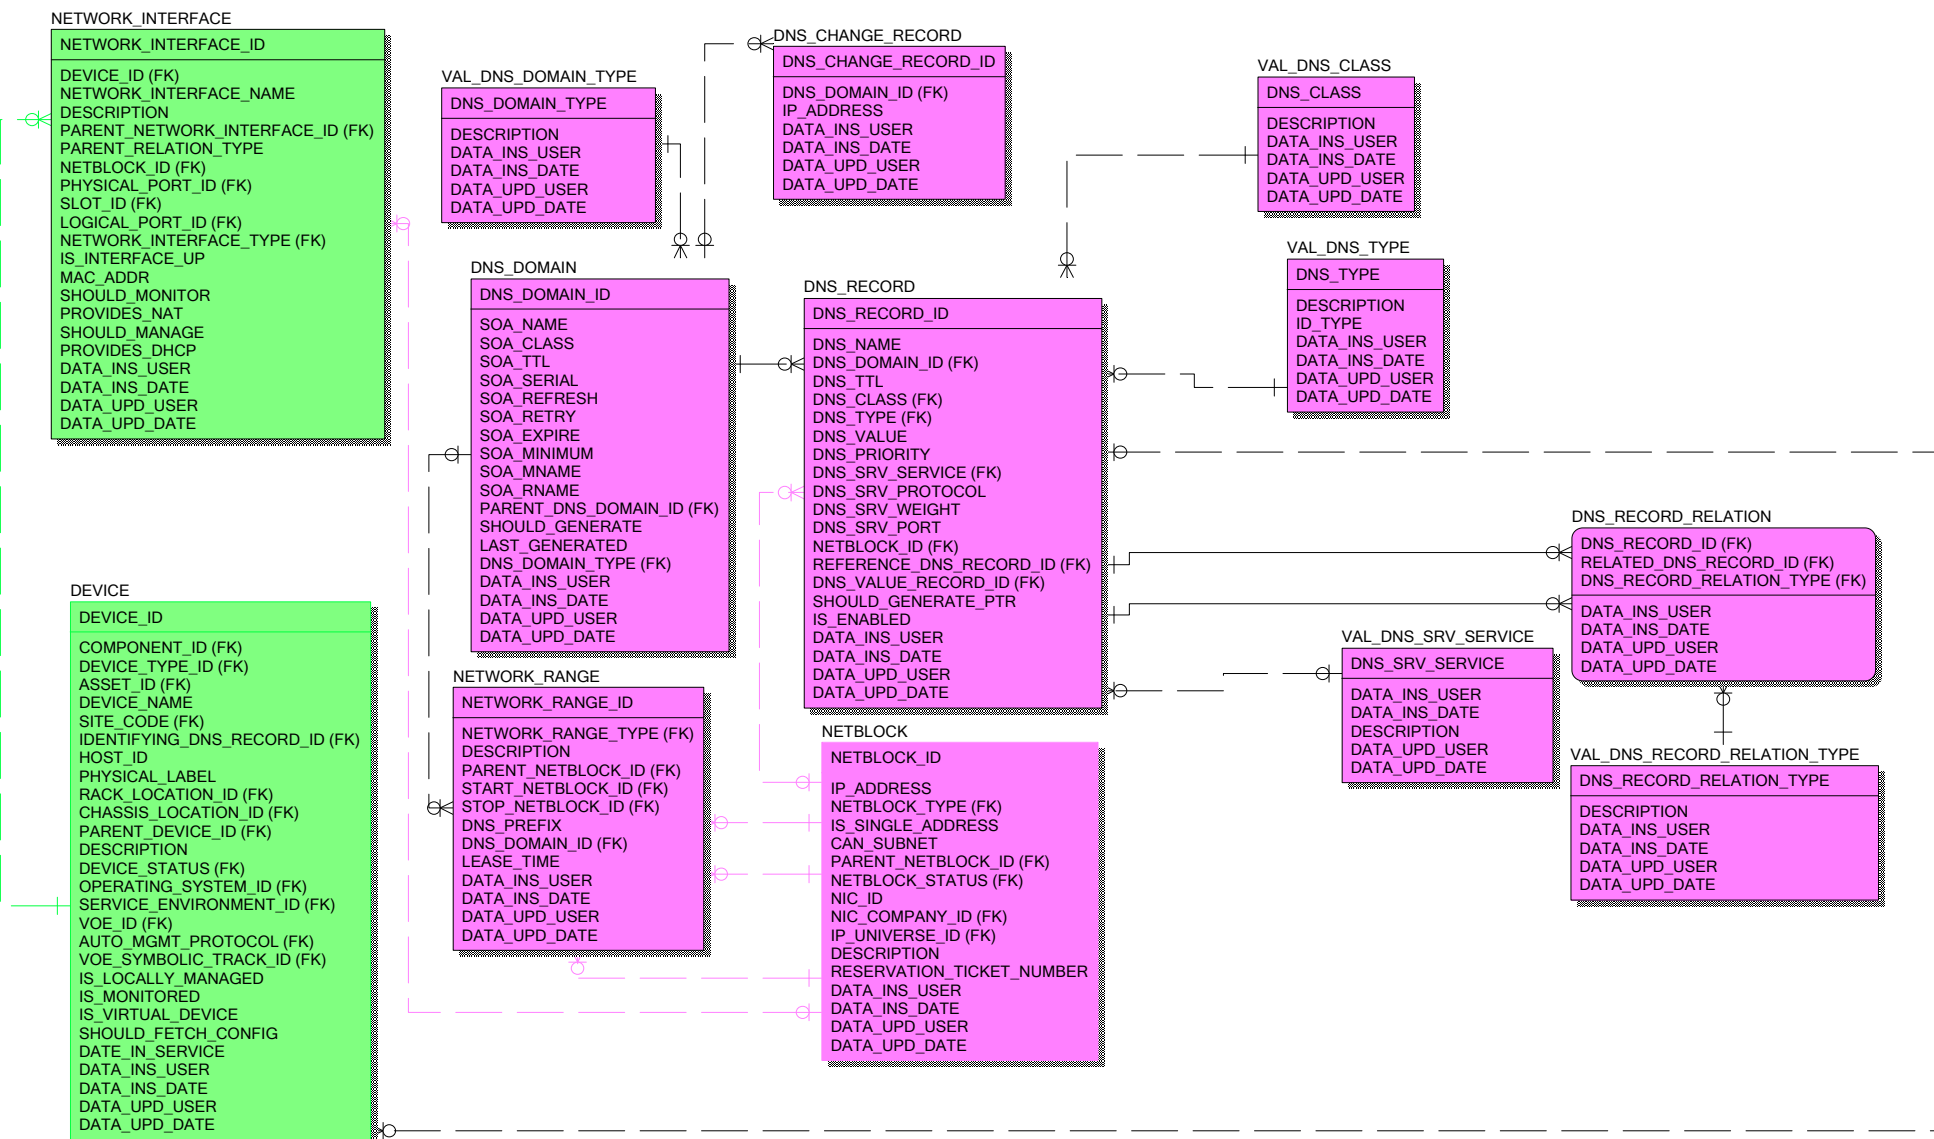 NETWORK_INTERFACE
NETWORK_INTERFACE_ID
DEVICE_ID (FK)
NETWORK_INTERFACE_NAME
DESCRIPTION
PARENT_NETWORK_INTERFACE_ID (FK)
PARENT_RELATION_TYPE
NETBLOCK_ID (FK)
PHYSICAL_PORT_ID (FK)
SLOT_ID (FK)
LOGICAL_PORT_ID (FK)
NETWORK_INTERFACE_TYPE (FK)
IS_INTERFACE_UP
MAC_ADDR
SHOULD_MONITOR
PROVIDES_NAT
SHOULD_MANAGE
PROVIDES_DHCP
DATA_INS_USER
DATA_INS_DATE
DATA_UPD_USER
DATA_UPD_DATE
VAL_DNS_DOMAIN_TYPE
DNS_DOMAIN_TYPE
DESCRIPTION
DATA_INS_USER
DATA_INS_DATE
DATA_UPD_USER
DATA_UPD_DATE
DNS_CHANGE_RECORD
DNS_CHANGE_RECORD_ID
DNS_DOMAIN_ID (FK)
IP_ADDRESS
DATA_INS_USER
DATA_INS_DATE
DATA_UPD_USER
DATA_UPD_DATE
VAL_DNS_CLASS
DNS_CLASS
DESCRIPTION
DATA_INS_USER
DATA_INS_DATE
DATA_UPD_USER
DATA_UPD_DATE
VAL_DNS_TYPE
DNS_TYPE
DESCRIPTION
ID_TYPE
DATA_INS_USER
DATA_INS_DATE
DATA_UPD_USER
DATA_UPD_DATE
DNS_DOMAIN
DNS_DOMAIN_ID
SOA_NAME
SOA_CLASS
SOA_TTL
SOA_SERIAL
SOA_REFRESH
SOA_RETRY
SOA_EXPIRE
SOA_MINIMUM
SOA_MNAME
SOA_RNAME
PARENT_DNS_DOMAIN_ID (FK)
SHOULD_GENERATE
LAST_GENERATED
DNS_DOMAIN_TYPE (FK)
DATA_INS_USER
DATA_INS_DATE
DATA_UPD_USER
DATA_UPD_DATE
DNS_RECORD
DNS_RECORD_ID
DNS_NAME
DNS_DOMAIN_ID (FK)
DNS_TTL
DNS_CLASS (FK)
DNS_TYPE (FK)
DNS_VALUE
DNS_PRIORITY
DNS_SRV_SERVICE (FK)
DNS_SRV_PROTOCOL
DNS_SRV_WEIGHT
DNS_SRV_PORT
NETBLOCK_ID (FK)
REFERENCE_DNS_RECORD_ID (FK)
DNS_VALUE_RECORD_ID (FK)
SHOULD_GENERATE_PTR
IS_ENABLED
DATA_INS_USER
DATA_INS_DATE
DATA_UPD_USER
DATA_UPD_DATE
DNS_RECORD_RELATION
DNS_RECORD_ID (FK)
RELATED_DNS_RECORD_ID (FK)
DNS_RECORD_RELATION_TYPE (FK)
DATA_INS_USER
DATA_INS_DATE
DATA_UPD_USER
DATA_UPD_DATE
DEVICE
DEVICE_ID
COMPONENT_ID (FK)
DEVICE_TYPE_ID (FK)
ASSET_ID (FK)
DEVICE_NAME
SITE_CODE (FK)
IDENTIFYING_DNS_RECORD_ID (FK)
HOST_ID
PHYSICAL_LABEL
RACK_LOCATION_ID (FK)
CHASSIS_LOCATION_ID (FK)
PARENT_DEVICE_ID (FK)
DESCRIPTION
DEVICE_STATUS (FK)
OPERATING_SYSTEM_ID (FK)
SERVICE_ENVIRONMENT_ID (FK)
VOE_ID (FK)
AUTO_MGMT_PROTOCOL (FK)
VOE_SYMBOLIC_TRACK_ID (FK)
IS_LOCALLY_MANAGED
IS_MONITORED
IS_VIRTUAL_DEVICE
SHOULD_FETCH_CONFIG
DATE_IN_SERVICE
DATA_INS_USER
DATA_INS_DATE
DATA_UPD_USER
DATA_UPD_DATE
NETWORK_RANGE
NETWORK_RANGE_ID
NETWORK_RANGE_TYPE (FK)
DESCRIPTION
PARENT_NETBLOCK_ID (FK)
START_NETBLOCK_ID (FK)
STOP_NETBLOCK_ID (FK)
DNS_PREFIX
DNS_DOMAIN_ID (FK)
LEASE_TIME
DATA_INS_USER
DATA_INS_DATE
DATA_UPD_USER
DATA_UPD_DATE
NETBLOCK
NETBLOCK_ID
IP_ADDRESS
NETBLOCK_TYPE (FK)
IS_SINGLE_ADDRESS
CAN_SUBNET
PARENT_NETBLOCK_ID (FK)
NETBLOCK_STATUS (FK)
NIC_ID
NIC_COMPANY_ID (FK)
IP_UNIVERSE_ID (FK)
DESCRIPTION
RESERVATION_TICKET_NUMBER
DATA_INS_USER
DATA_INS_DATE
DATA_UPD_USER
DATA_UPD_DATE
VAL_DNS_SRV_SERVICE
DNS_SRV_SERVICE
DATA_INS_USER
DATA_INS_DATE
DESCRIPTION
DATA_UPD_USER
DATA_UPD_DATE
VAL_DNS_RECORD_RELATION_TYPE
DNS_RECORD_RELATION_TYPE
DESCRIPTION
DATA_INS_USER
DATA_INS_DATE
DATA_UPD_USER
DATA_UPD_DATE